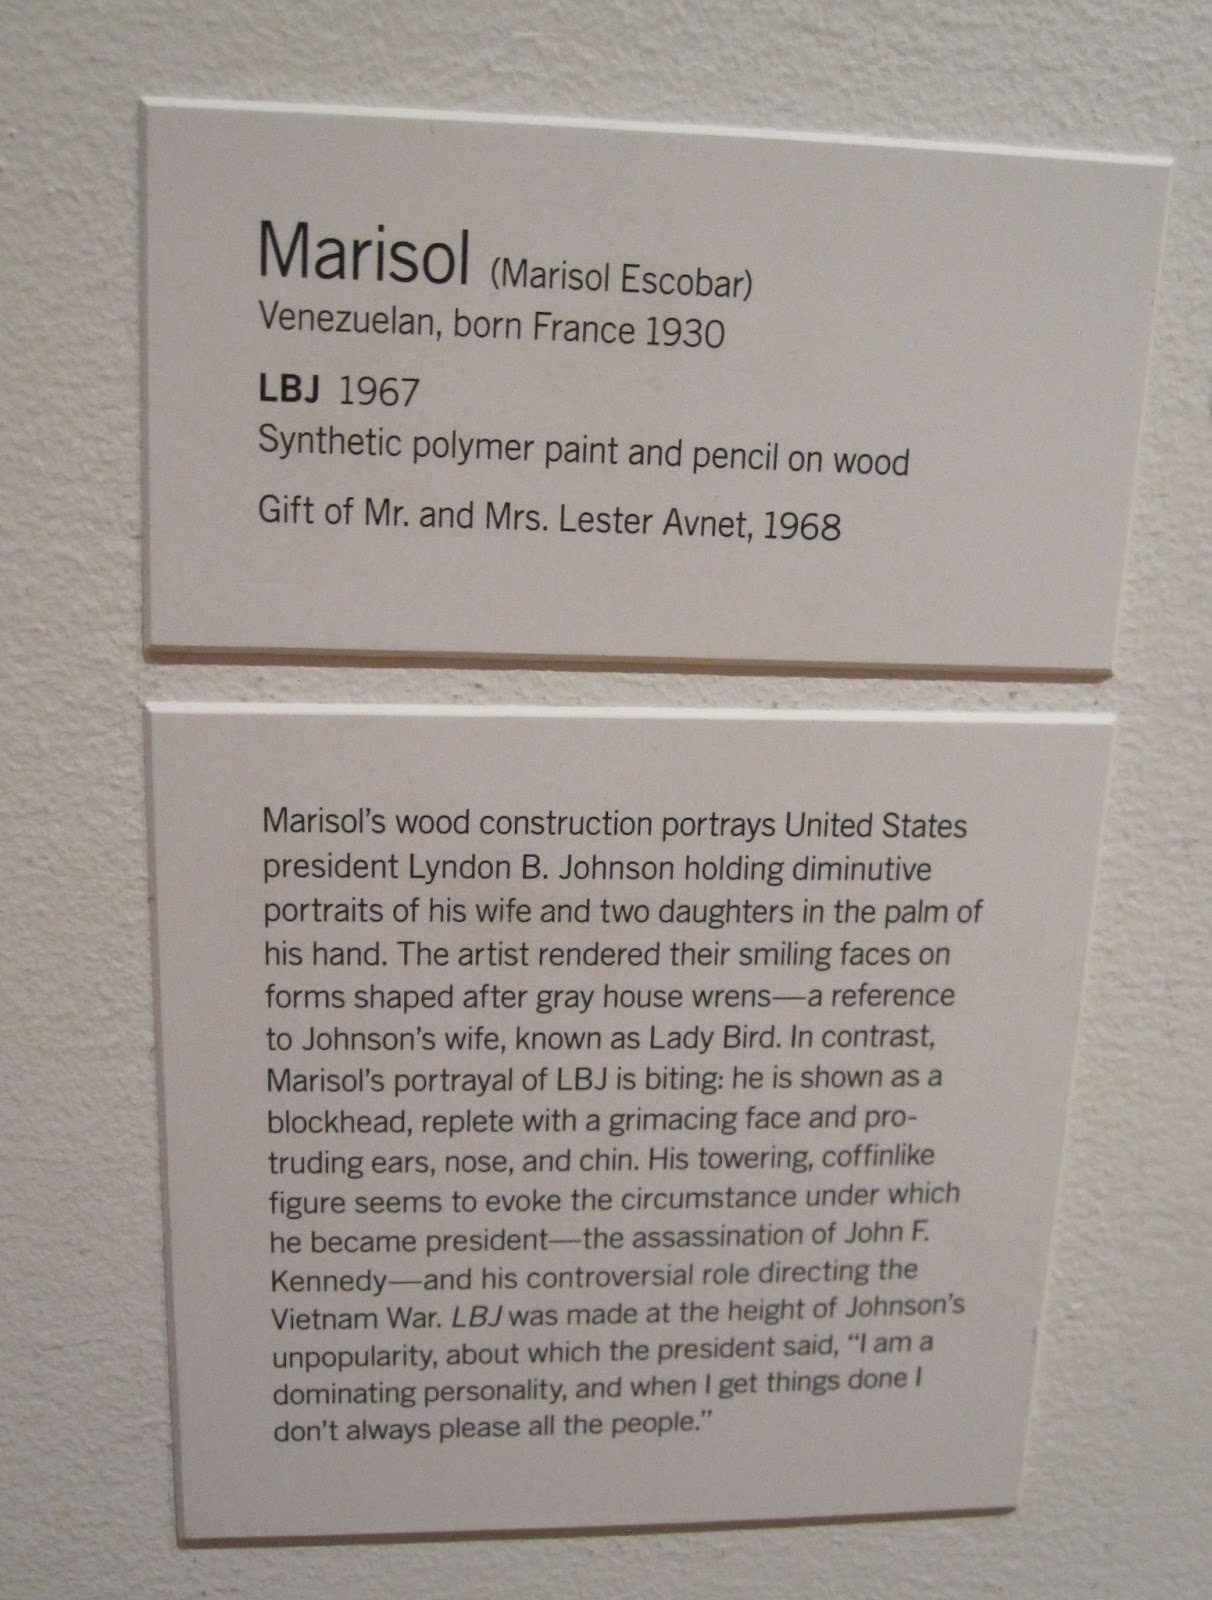 Marisol (Marisol Escobar)
Venezuelan, born France 1930
LBJ 1967
Synthetic polymer paint and pencil on wood
Gift of Mr. and Mrs. Lester Avnet, 1968
Marisol’s wood construction portrays United States
president Lyndon B. Johnson holding diminutive
portraits of his wife and two daughters in the palm of
his hand. The artist rendered their smiling faces on
forms shaped after gray house wrens—a reference
to Johnson’s wife, known as Lady Bird. In contrast,
Marisol’s portrayal of LBJ is biting: he is shown as a
blockhead, replete with a grimacing face and pro-
truding ears, nose, and chin. His towering, coffinlike
figure seems to evoke the circumstance under which
he became president—the assassination of John F.
Kennedy—and his controversial role directing the
Vietnam War. LBJ was made at the height of Johnson’s
unpopularity, about which the president said, “I am a
dominating personality, and when I get things done I
don’t always please all the people.”